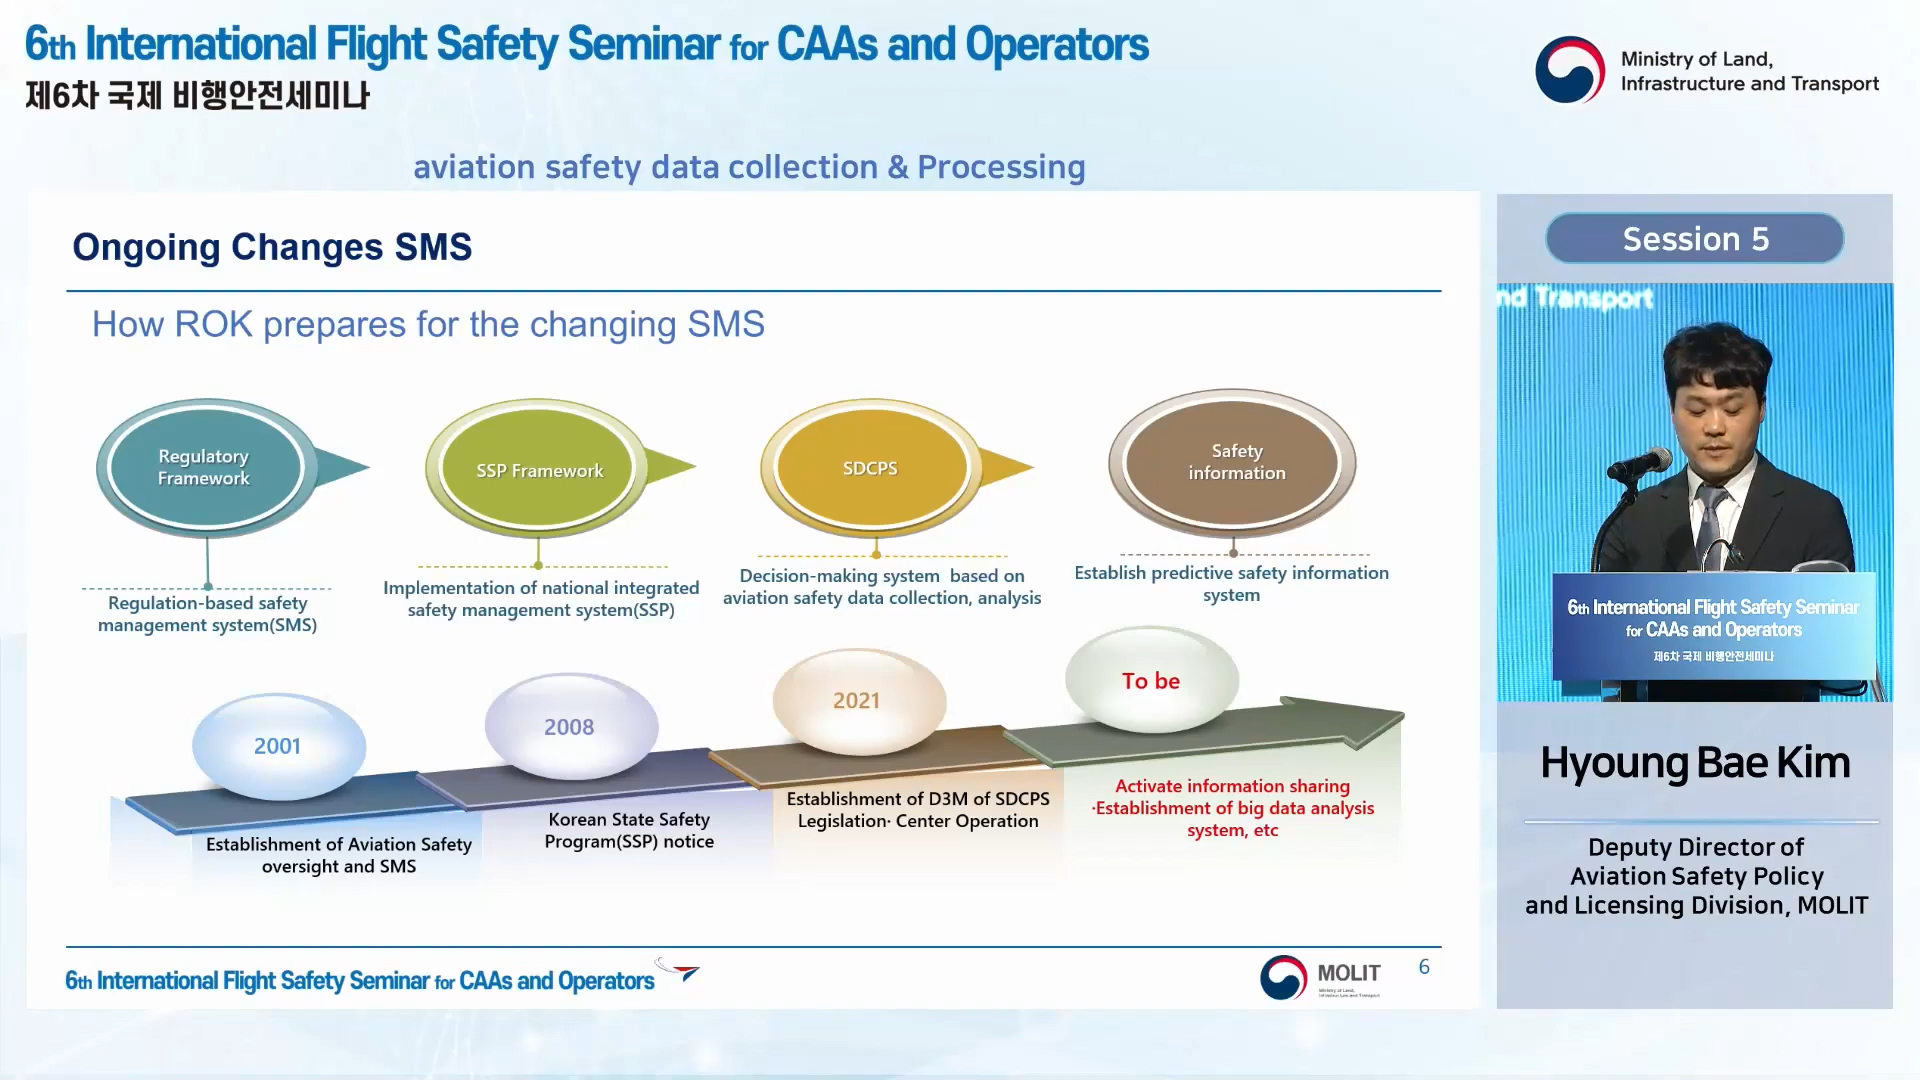 6th International Flight Safety Seminar for CAAs and Operators
제6차 국제 비행안전세미나
Ministry of Land,
Infrastructure and Transport
aviation safety data collection & Processing
Ongoing Changes SMS
How ROK prepares for the changing SMS
Regulatory
Framework
SSP Framework
SDCPS
Safety
information
Regulation-based safety
management system(SMS)
Implementation of national integrated
safety management system(SSP)
Decision-making system based on
aviation safety data collection, analysis
Establish predictive safety information
system
2001
2008
2021
To be
Establishment of Aviation Safety
oversight and SMS
Korean State Safety
Program(SSP) notice
Establishment of D3M of SDCPS
Legislation· Center Operation
Activate information sharing
·Establishment of big data analysis
system, etc
6th International Flight Safety Seminar for CAAs and Operators
MOLIT
Ministry of Land,
Infrastructure and Transport
6
Session 5
nd Transport
6th International Flight Safety Seminar
for CAAs and Operators
제6차 국제 비행안전세미나
Hyoung Bae Kim
Deputy Director of
Aviation Safety Policy
and Licensing Division, MOLIT